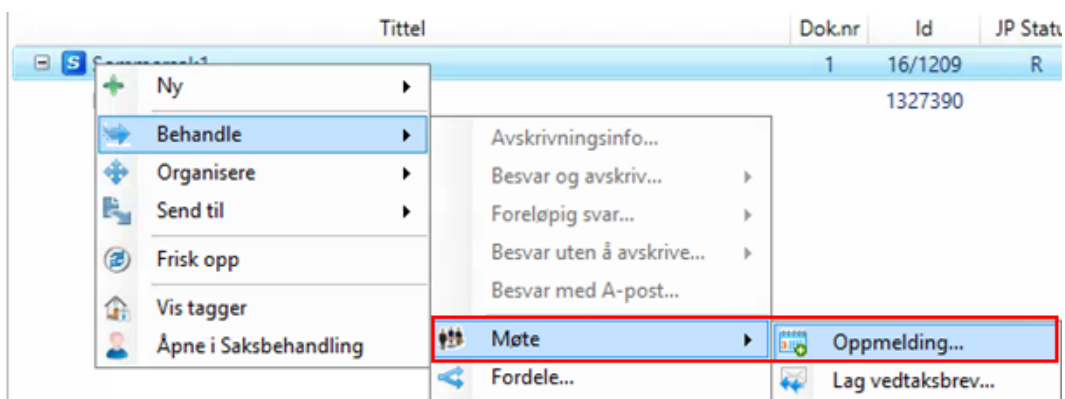 Tittel Dok.nr Id JP Statu
1 16/1209 R
Ny 1327390
Behandle Avskrivningsinfo...
Organisere Besvar og avskriv...
Send til Foreløpig svar...
Frisk opp Besvar uten å avskrive...
Vis tagger Besvar med A-post...
Åpne i Saksbehandling Møte Oppmelding...
Fordele... Lag vedtaksbrev...